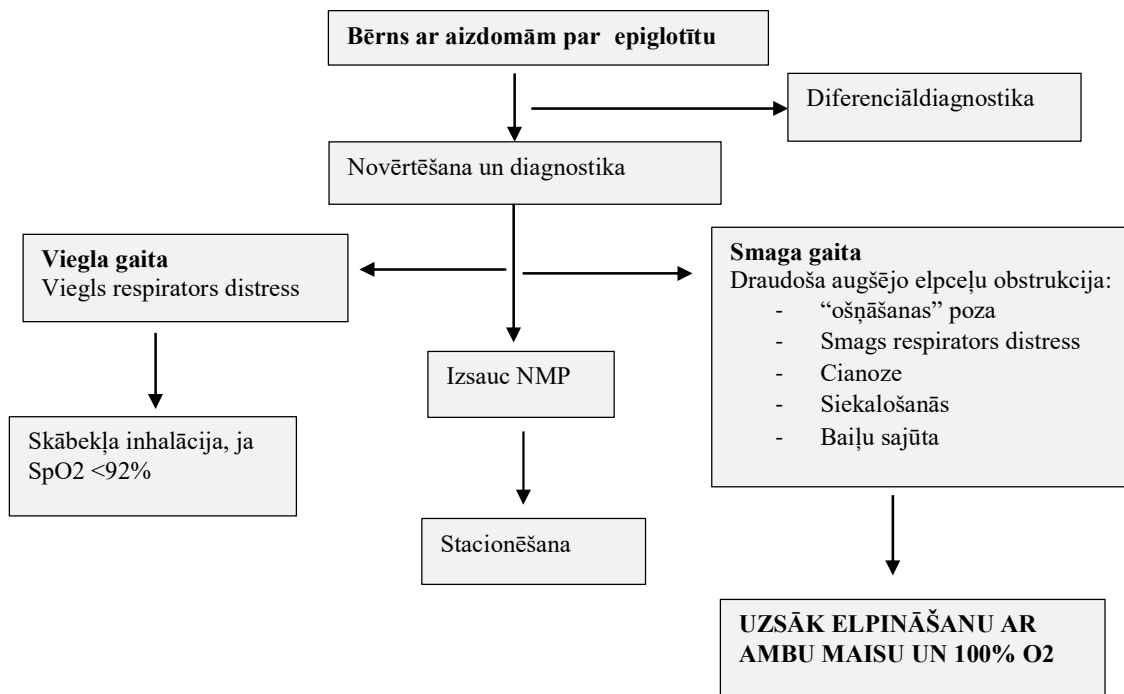 Bērns ar aizdomām par epiglotītu
Diferenciāldiagnostika
Novērtēšana un diagnostika
Viegla gaita
Viegls respirators distress
Smaga gaita
Draudoša augšējo elpceļu obstrukcija:
- “ošņāšanas” poza
- Smags respirators distress
- Cianoze
- Siekalošanās
- Baiļu sajūta
Izsauc NMP
Skābekļa inhalācija, ja
SpO2 <92%
Stacionēšana
UZSĀK ELPINĀŠANU AR
AMBU MAISU UN 100% O2